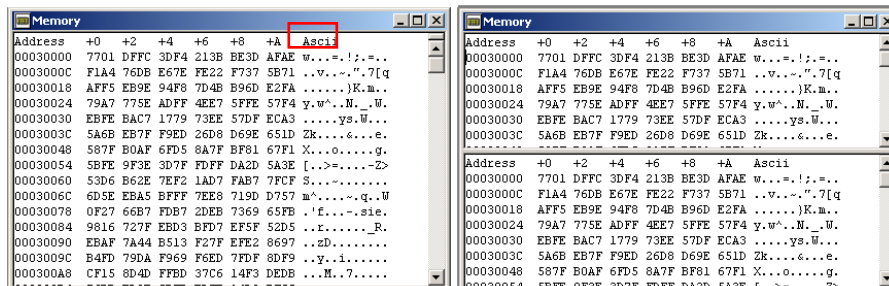 Memory
Address +0 +2 +4 +6 +8 +A Ascii
00030000 7701 DFFC 3DF4 213B BE3D AFAE w...=.!;.=..
0003000C F1A4 76DB E67E FE22 F737 5B71 ..v..~.".7[q
00030018 AFF5 EB9E 94F8 7D4B B96D E2FA ......}K.m..
00030024 79A7 775E ADFF 4EE7 5FFE 57F4 y.w^..N._.W.
00030030 EBFE BAC7 1779 73EE 57DF ECA3 .....ys.W...
0003003C 5A6B EB7F F9ED 26D8 D69E 651D Zk....&...e.
00030048 587F B0AF 6FD5 8A7F BF81 67F1 X...o.....g.
00030054 5BFE 9F3E 3D7F FDFF DA2D 5A3E [..>=....-Z>
00030060 53D6 B62E 7EF2 1AD7 FAB7 7FCF S...~.......
0003006C 6D5E EBA5 BFFF 7EE8 719D D757 m^....~.q..W
00030078 0F27 66B7 FDB7 2DEB 7369 65FB .'f...-.sie.
00030084 9816 727F EBD3 BFD7 EF5F 52D5 ..r......_R.
00030090 EBAF 7A44 B513 F27F EFE2 8697 ..zD........
0003009C B4FD 79DA F969 F6ED 7FDF 8DF9 ..y..i......
000300A8 CF15 8D4D FFBD 37C6 14F3 DEDB ...M..7.....
Memory
Address +0 +2 +4 +6 +8 +A Ascii
00030000 7701 DFFC 3DF4 213B BE3D AFAE w...=.!;.=..
0003000C F1A4 76DB E67E FE22 F737 5B71 ..v..~.".7[q
00030018 AFF5 EB9E 94F8 7D4B B96D E2FA ......}K.m..
00030024 79A7 775E ADFF 4EE7 5FFE 57F4 y.w^..N._.W.
00030030 EBFE BAC7 1779 73EE 57DF ECA3 .....ys.W...
0003003C 5A6B EB7F F9ED 26D8 D69E 651D Zk....&...e.
Address +0 +2 +4 +6 +8 +A Ascii
00030000 7701 DFFC 3DF4 213B BE3D AFAE w...=.!;.=..
0003000C F1A4 76DB E67E FE22 F737 5B71 ..v..~.".7[q
00030018 AFF5 EB9E 94F8 7D4B B96D E2FA ......}K.m..
00030024 79A7 775E ADFF 4EE7 5FFE 57F4 y.w^..N._.W.
00030030 EBFE BAC7 1779 73EE 57DF ECA3 .....ys.W...
0003003C 5A6B EB7F F9ED 26D8 D69E 651D Zk....&...e.
00030048 587F B0AF 6FD5 8A7F BF81 67F1 X...o.....g.